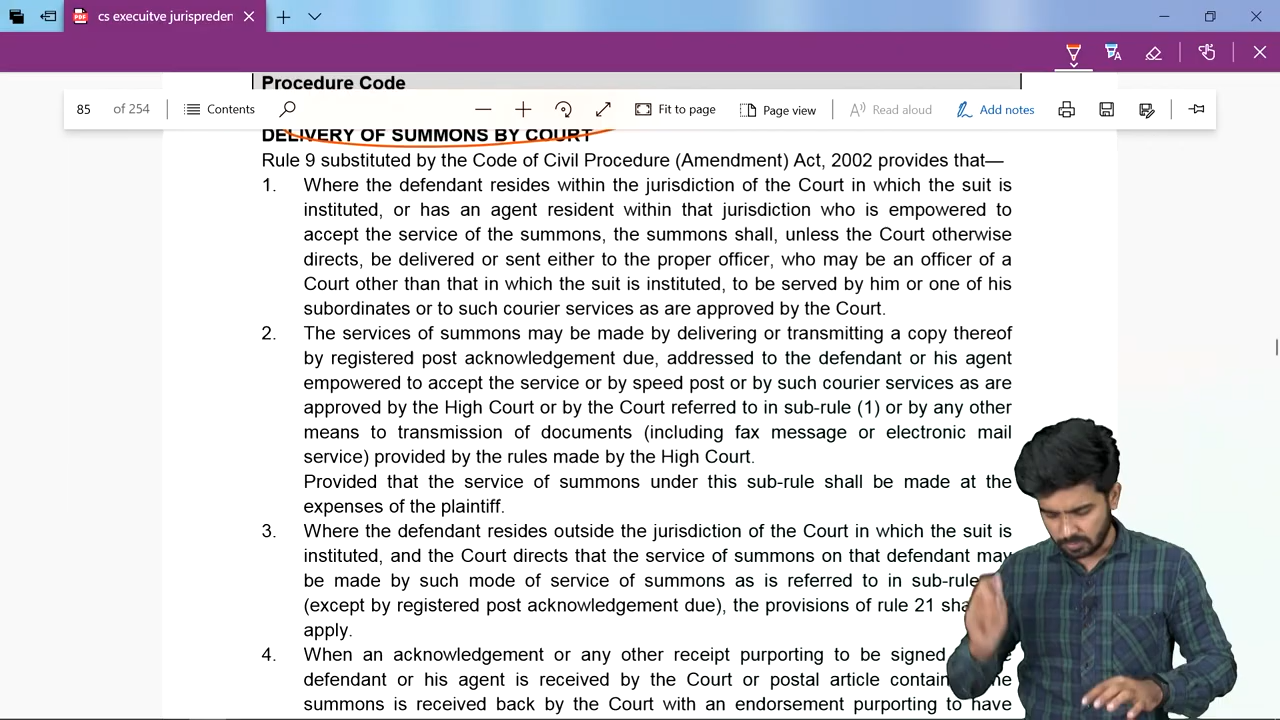 cs execuitve jurispreden
85 of 254 Contents Fit to page Page view Read aloud Add notes
Procedure Code
DELIVERY OF SUMMONS BY COURT
Rule 9 substituted by the Code of Civil Procedure (Amendment) Act, 2002 provides that—
1. Where the defendant resides within the jurisdiction of the Court in which the suit is
instituted, or has an agent resident within that jurisdiction who is empowered to
accept the service of the summons, the summons shall, unless the Court otherwise
directs, be delivered or sent either to the proper officer, who may be an officer of a
Court other than that in which the suit is instituted, to be served by him or one of his
subordinates or to such courier services as are approved by the Court.
2. The services of summons may be made by delivering or transmitting a copy thereof
by registered post acknowledgement due, addressed to the defendant or his agent
empowered to accept the service or by speed post or by such courier services as are
approved by the High Court or by the Court referred to in sub-rule (1) or by any other
means to transmission of documents (including fax message or electronic mail
service) provided by the rules made by the High Court.
Provided that the service of summons under this sub-rule shall be made at the
expenses of the plaintiff.
3. Where the defendant resides outside the jurisdiction of the Court in which the suit is
instituted, and the Court directs that the service of summons on that defendant may
be made by such mode of service of summons as is referred to in sub-rule
(except by registered post acknowledgement due), the provisions of rule 21
apply.
4. When an acknowledgement or any other receipt purporting to be signed
defendant or his agent is received by the Court or postal article
summons is received back by the Court with an endorsement purporting to have